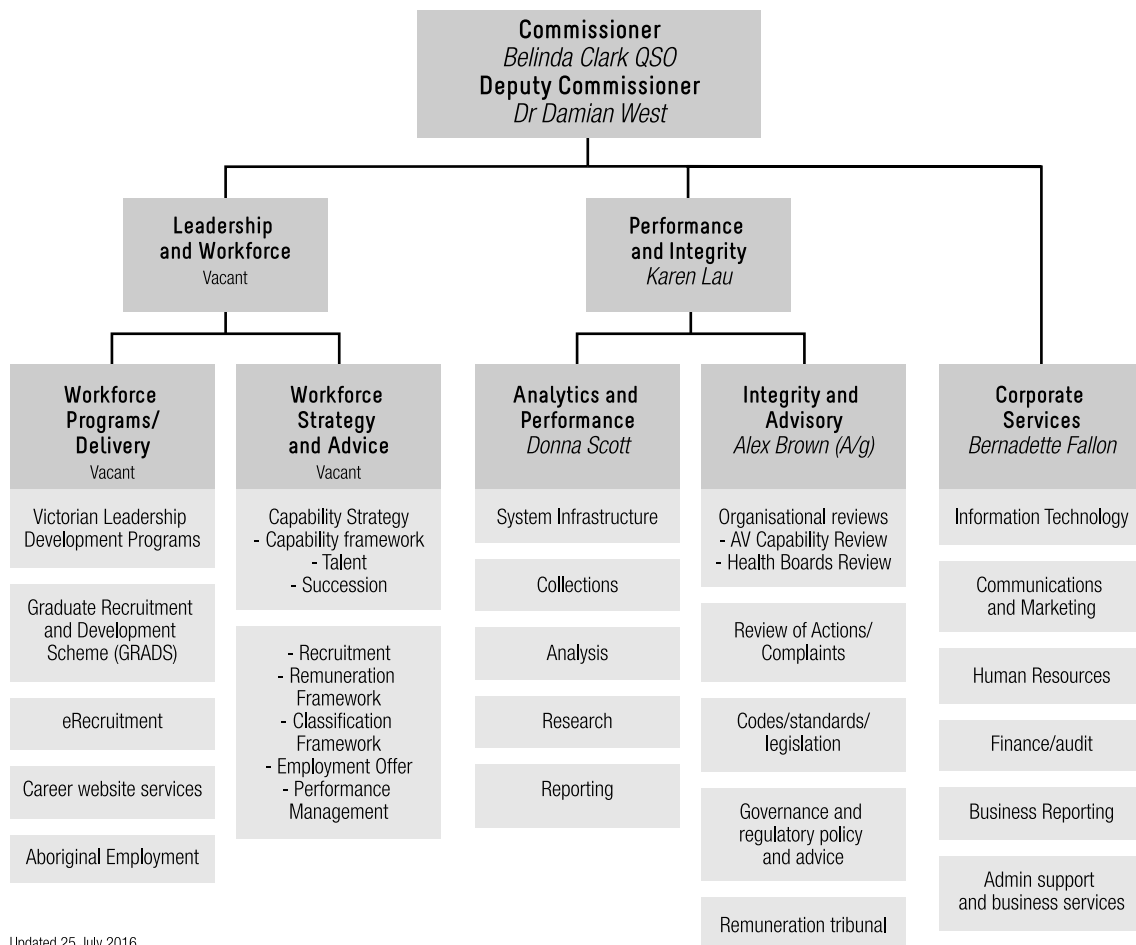 Commissioner
Belinda Clark QSO
Deputy Commissioner
Dr Damian West
Leadership
and Workforce
Vacant
Performance
and Integrity
Karen Lau
Workforce
Programs/
Delivery
Vacant
Victorian Leadership
Development Programs
Graduate Recruitment
and Development
Scheme (GRADS)
eRecruitment
Career website services
Aboriginal Employment
Workforce
Strategy
and Advice
Vacant
Capability Strategy
- Capability framework
- Talent
- Succession
- Recruitment
- Remuneration
Framework
- Classification
Framework
- Employment Offer
- Performance
Management
Analytics and
Performance
Donna Scott
System Infrastructure
Collections
Analysis
Research
Reporting
Integrity and
Advisory
Alex Brown (A/g)
Organisational reviews
- AV Capability Review
- Health Boards Review
Review of Actions/
Complaints
Codes/standards/
legislation
Governance and
regulatory policy
and advice
Remuneration tribunal
Corporate
Services
Bernadette Fallon
Information Technology
Communications
and Marketing
Human Resources
Finance/audit
Business Reporting
Admin support
and business services
Updated 25 July 2016